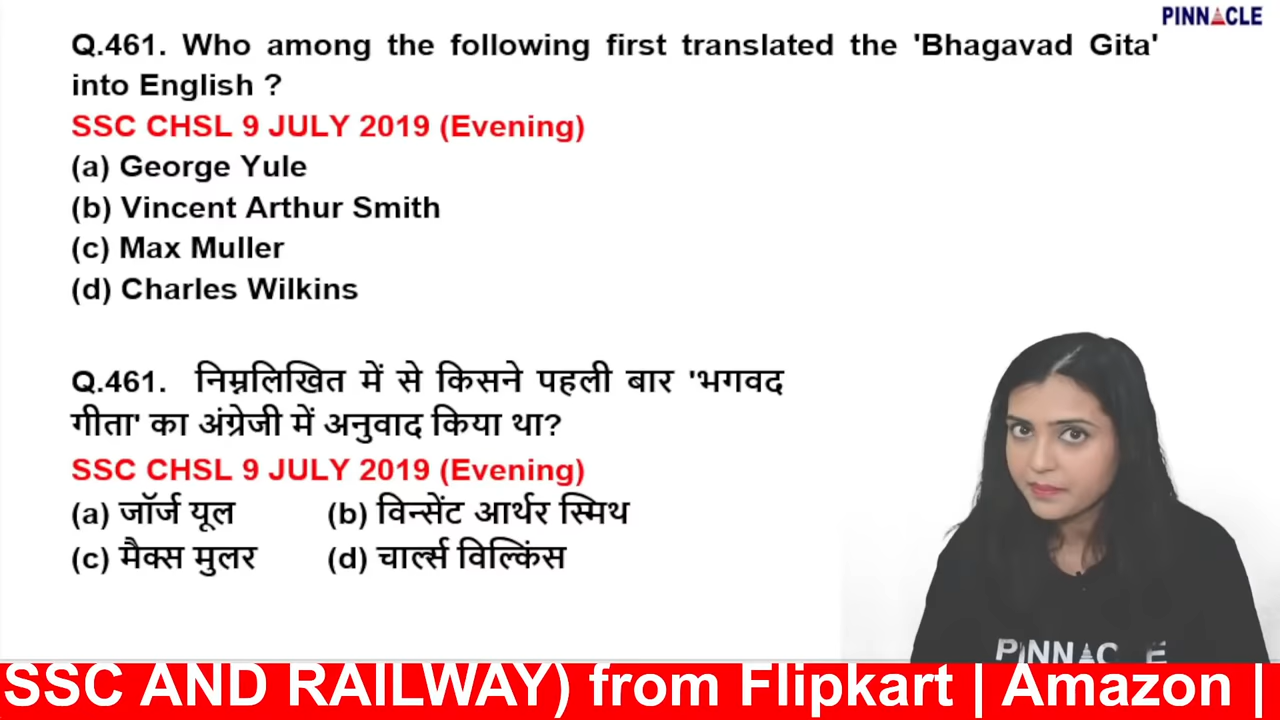 PINNACLE
Q.461. Who among the following first translated the 'Bhagavad Gita'
into English ?
SSC CHSL 9 JULY 2019 (Evening)
(a) George Yule
(b) Vincent Arthur Smith
(c) Max Muller
(d) Charles Wilkins
Q.461. निम्नलिखित में से किसने पहली बार 'भगवद
गीता' का अंग्रेजी में अनुवाद किया था?
SSC CHSL 9 JULY 2019 (Evening)
(a) जॉर्ज यूल (b) विन्सेंट आर्थर स्मिथ
(c) मैक्स मुलर (d) चार्ल्स विल्किंस
PINNACLE
SSC AND RAILWAY) from Flipkart | Amazon |